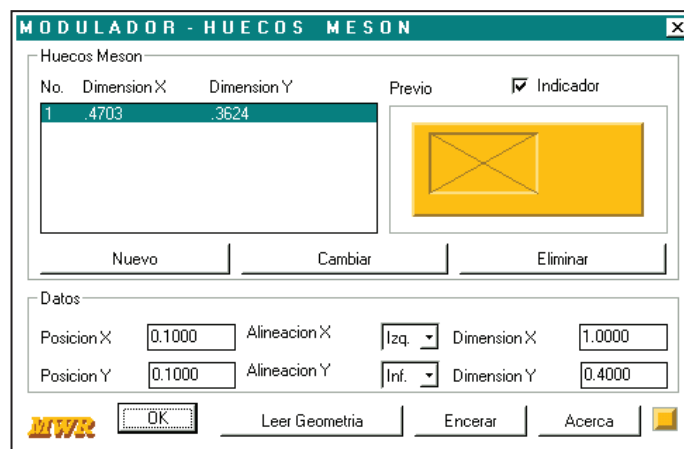 MODULADOR - HUECOS MESON
Huecos Meson
No. Dimension X Dimension Y Previo Indicador
1 .4703 .3624
Nuevo Cambiar Eliminar
Datos
Posicion X 0.1000 Alineacion X Izq. Dimension X 1.0000
Posicion Y 0.1000 Alineacion Y Inf. Dimension Y 0.4000
MWR OK Leer Geometria Encerar Acerca